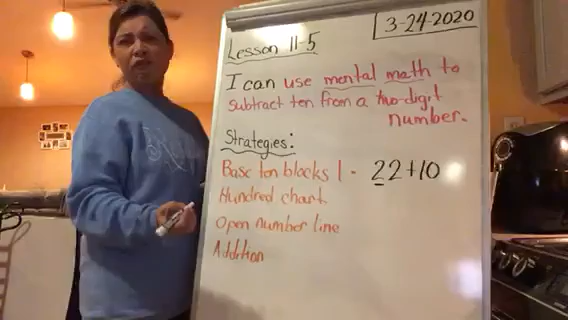 3-24-2020
Lesson 11-5
I can use mental math to
subtract ten from a two-digit
number.
Strategies:
Base ten blocks | - 22+10
Hundred chart
Open number line
Addition